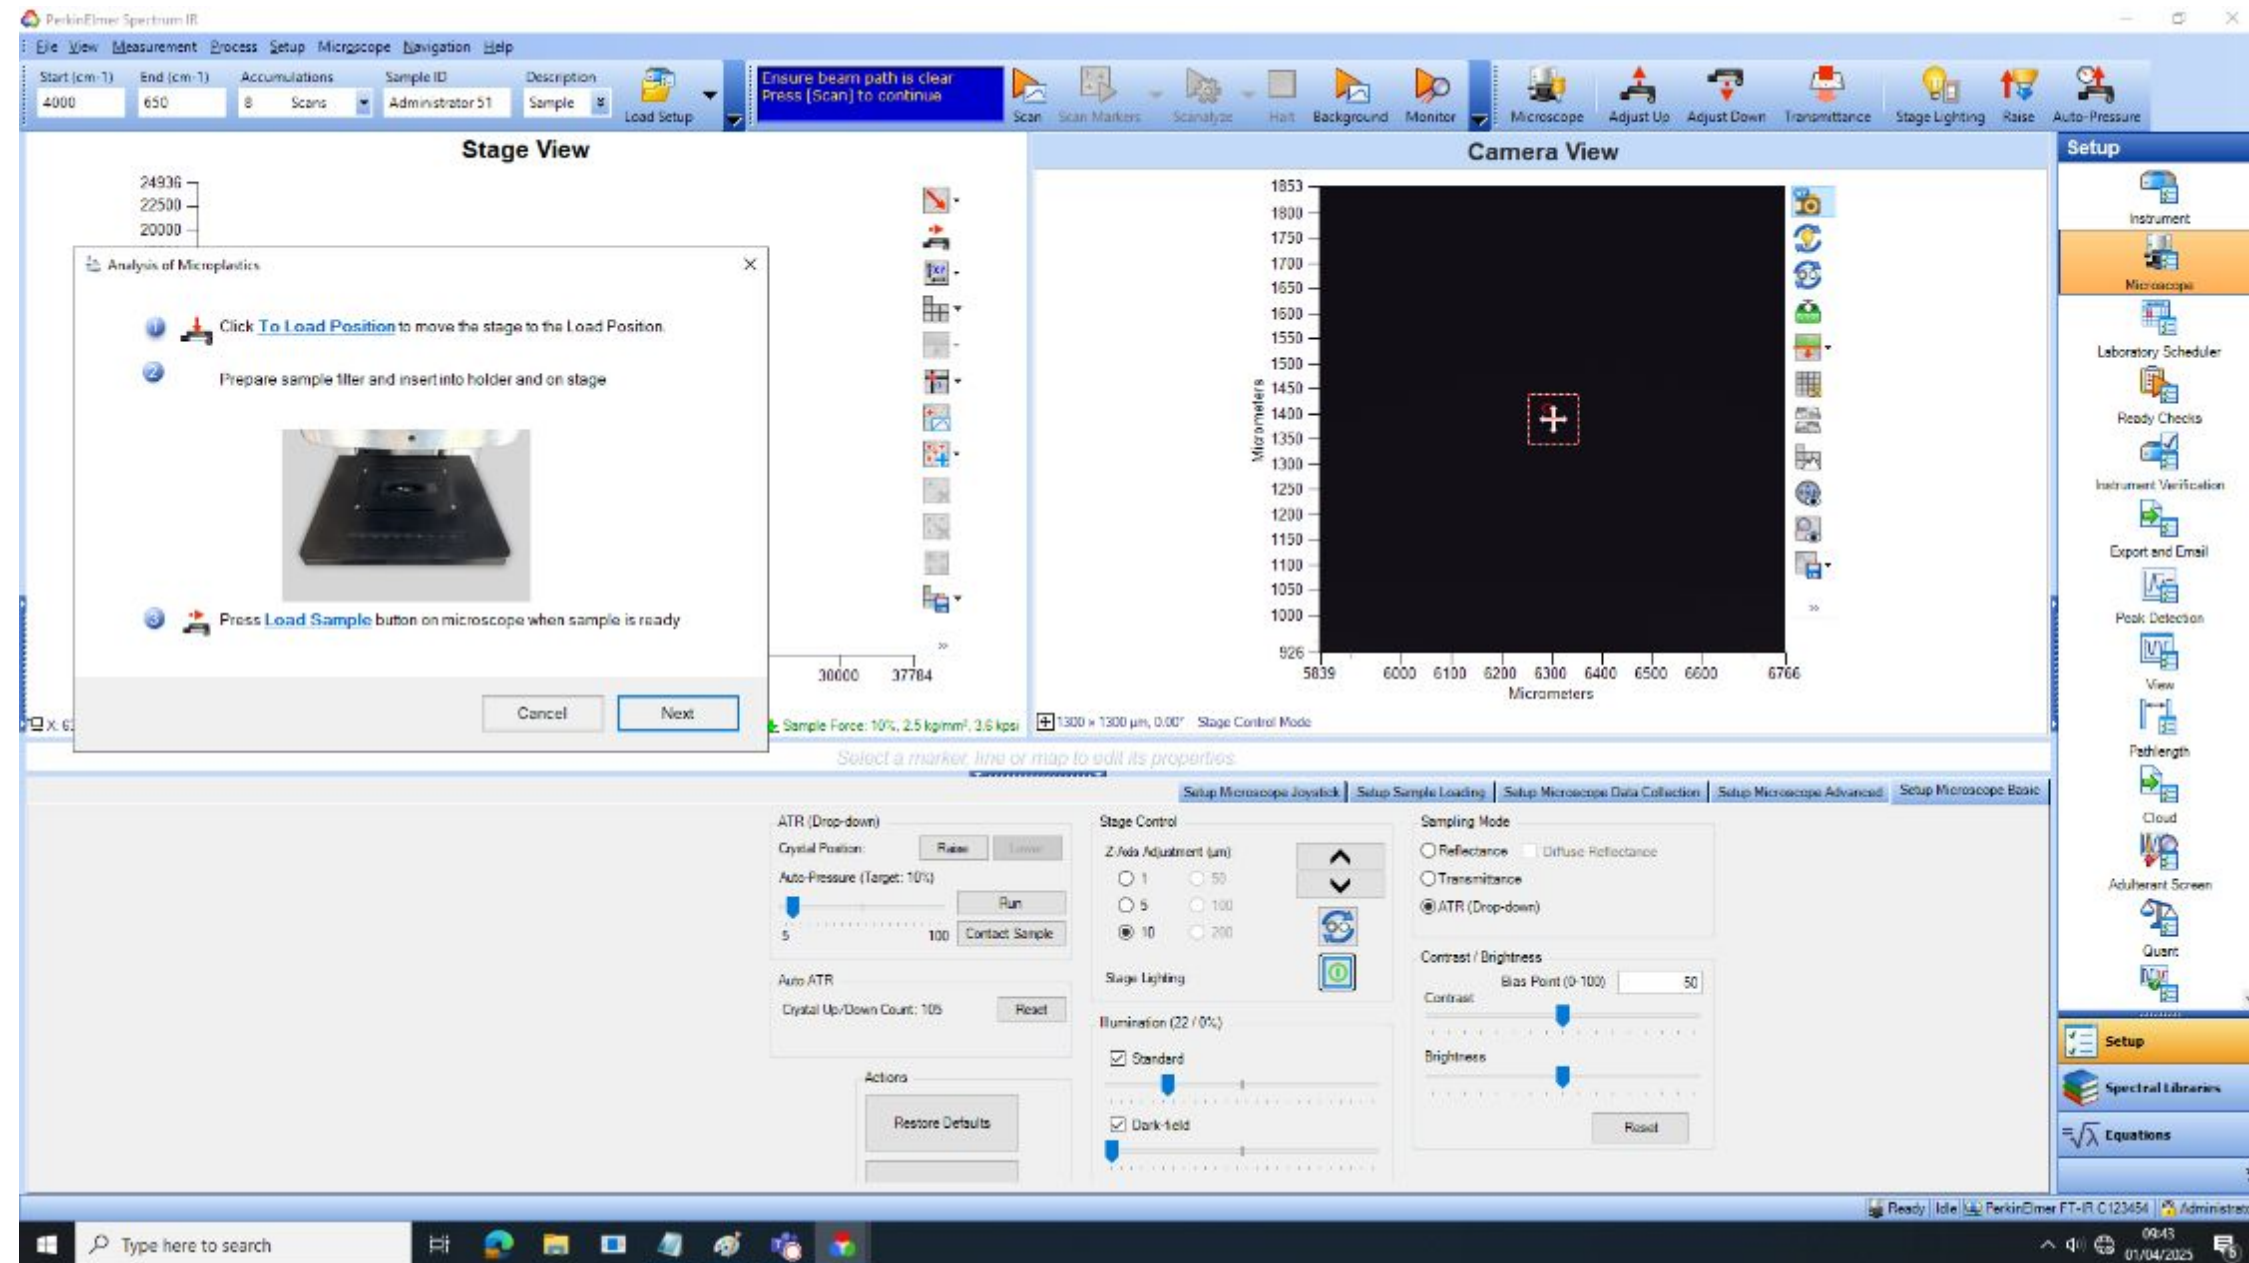 PerkinElmer Spectrum IR
File View Measurement Process Setup Microscope Navigation Help
Start (cm-1) End (cm-1) Accumulations Sample ID Description
4000 650 8 Scans Administrator 51 Sample
Load Setup
Ensure beam path is clear
Press [Scan] to continue
Scan Scan Markers Scanalyze Halt Background Monitor Microscope Adjust Up Adjust Down Transmittance Stage Lighting Raise Auto-Pressure
Stage View
24936
22500
20000
30000 37784
Analysis of Microplastics
1 Click To Load Position to move the stage to the Load Position.
2 Prepare sample filter and insert into holder and on stage
3 Press Load Sample button on microscope when sample is ready
Cancel Next
Sample Force: 10%, 2.5 kg/mm², 3.6 kpsi
Camera View
1853
1800
1750
1700
1650
1600
1550
1500
1450
1400
1350
1300
1250
1200
1150
1100
1050
1000
926
Micrometers
5839 6000 6100 6200 6300 6400 6500 6600 6766
Micrometers
1300 × 1300 µm, 0.00° Stage Control Mode
Select a marker, line or map to edit its properties.
Setup Microscope Joystick Setup Sample Loading Setup Microscope Data Collection Setup Microscope Advanced Setup Microscope Basic
ATR (Drop-down)
Crystal Position: Raise Lower
Auto-Pressure (Target: 10%)
Run
5 100 Contact Sample
Auto ATR
Crystal Up/Down Count: 105 Reset
Actions
Restore Defaults
Stage Control
Z-Axis Adjustment (µm)
1 50
5 100
10 200
Stage Lighting
Illumination (22 / 0%)
Standard
Dark-field
Sampling Mode
Reflectance Diffuse Reflectance
Transmittance
ATR (Drop-down)
Contrast / Brightness
Bias Point (0-100) 50
Contrast
Brightness
Reset
Setup
Instrument
Microscope
Laboratory Scheduler
Ready Checks
Instrument Verification
Export and Email
Peak Detection
View
Pathlength
Cloud
Adulterant Screen
Quant
Setup
Spectral Libraries
Equations
Ready Idle PerkinElmer FT-IR C123454
Type here to search
09:43
01/04/2025